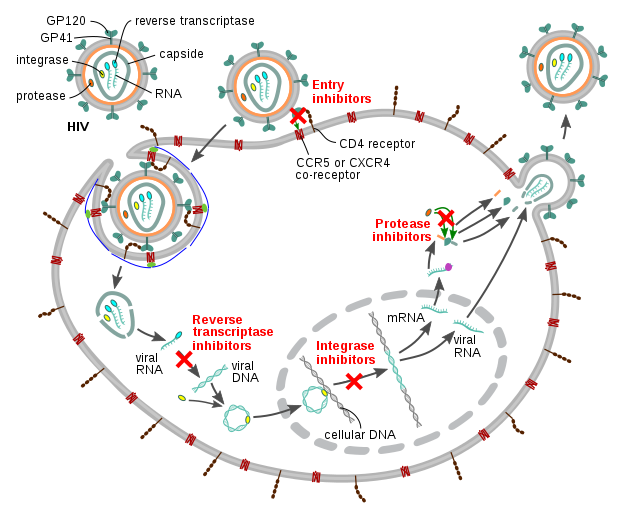 GP120
GP41
integrase
protease
reverse transcriptase
capside
RNA
HIV
Entry
inhibitors
CD4 receptor
CCR5 or CXCR4
co-receptor
Protease
inhibitors
Reverse
transcriptase
inhibitors
viral
RNA
viral
DNA
Integrase
inhibitors
mRNA
viral
RNA
cellular DNA